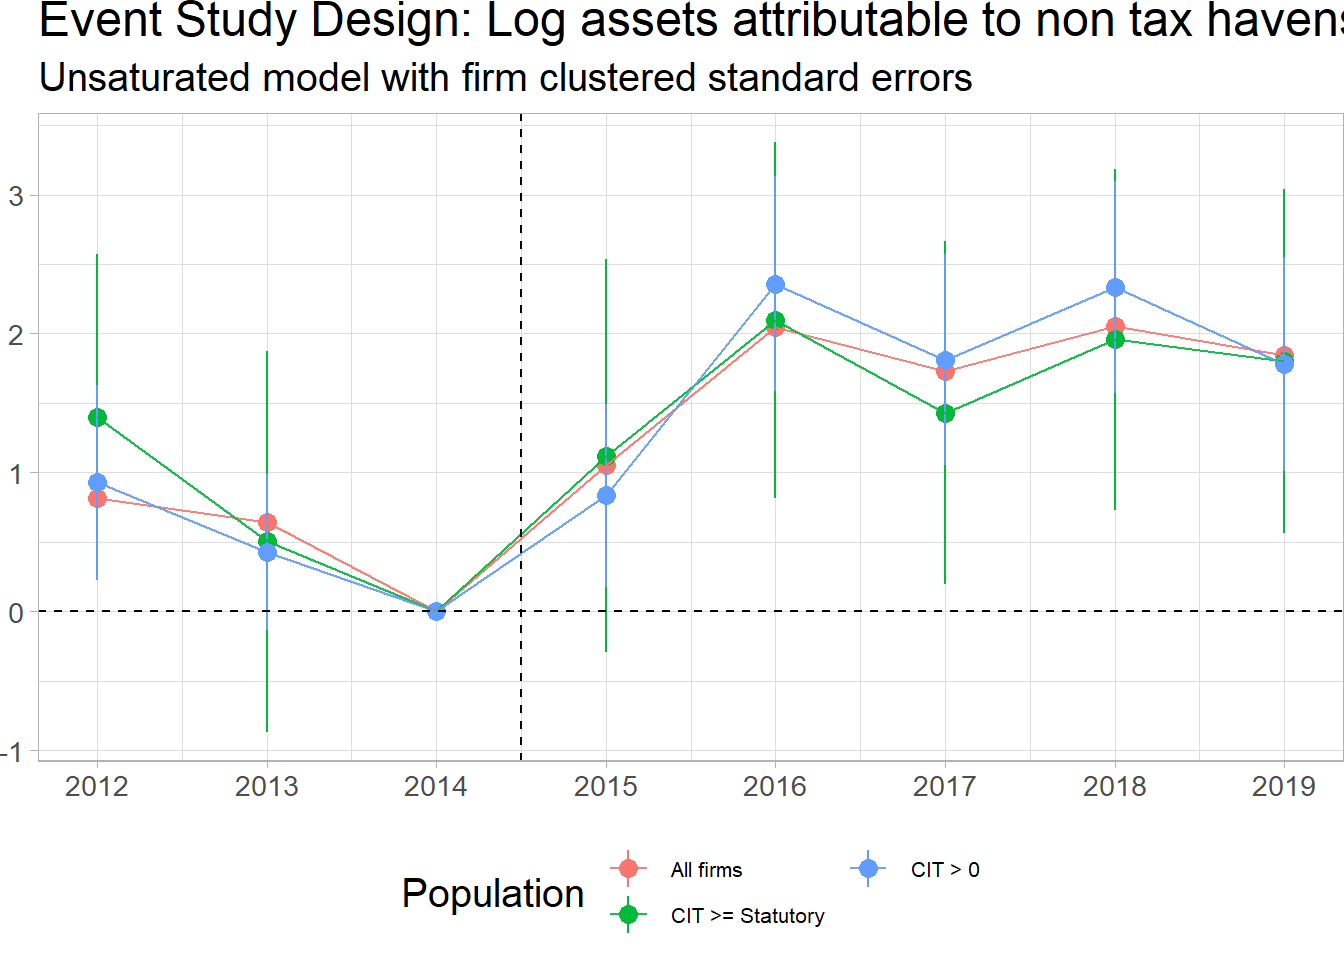 Event Study Design: Log assets attributable to non tax havens
Unsaturated model with firm clustered standard errors
3
2
1
0
-1
2012 2013 2014 2015 2016 2017 2018 2019
Population
All firms
CIT > 0
CIT >= Statutory